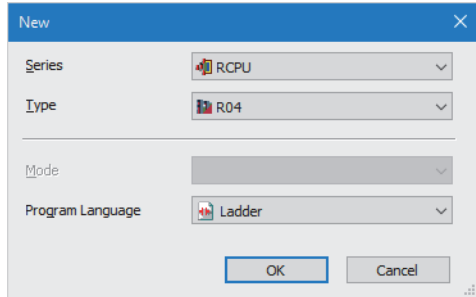 New
Series RCPU
Type R04
Mode
Program Language Ladder
OK Cancel